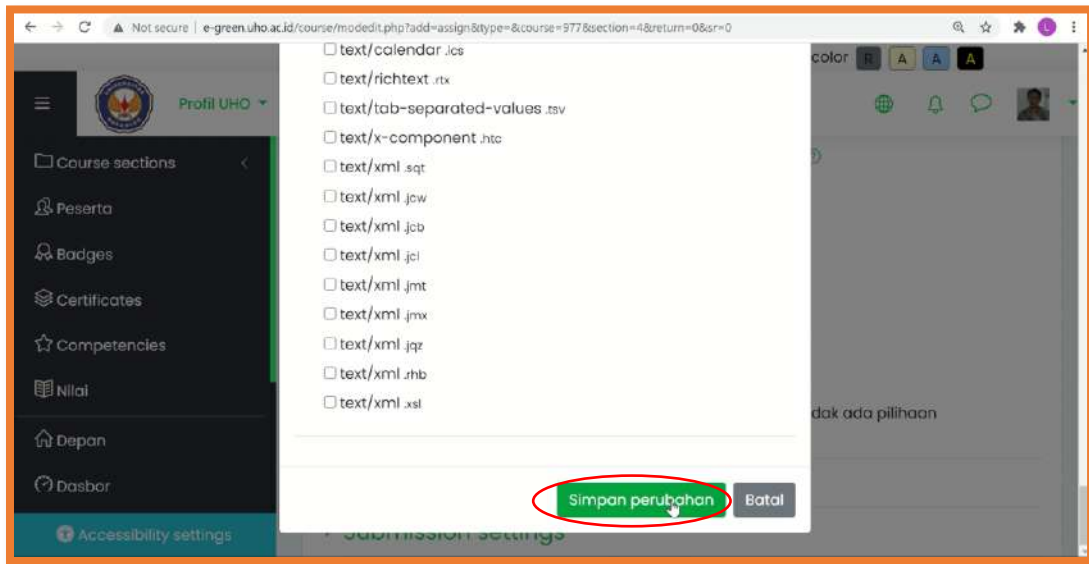 Not secure | e-green.uho.ac.id/course/modedit.php?add=assign&type=&course=977&section=4&return=0&sr=0
L
text/calendar .ics
color R A A A
text/richtext .rtx
Profil UHO
text/tab-separated-values .tsv
text/x-component .htc
Course sections
text/xml .sqt
text/xml .jcw
Peserta
text/xml .jcb
Badges
text/xml .jcl
text/xml .jmt
Certificates
text/xml .jmx
Competencies
text/xml .jqz
text/xml .rhb
Nilai
text/xml .xsl
dak ada pilihaan
Depan
Dasbor
Simpan perubahan
Batal
Accessibility settings
Submission settings